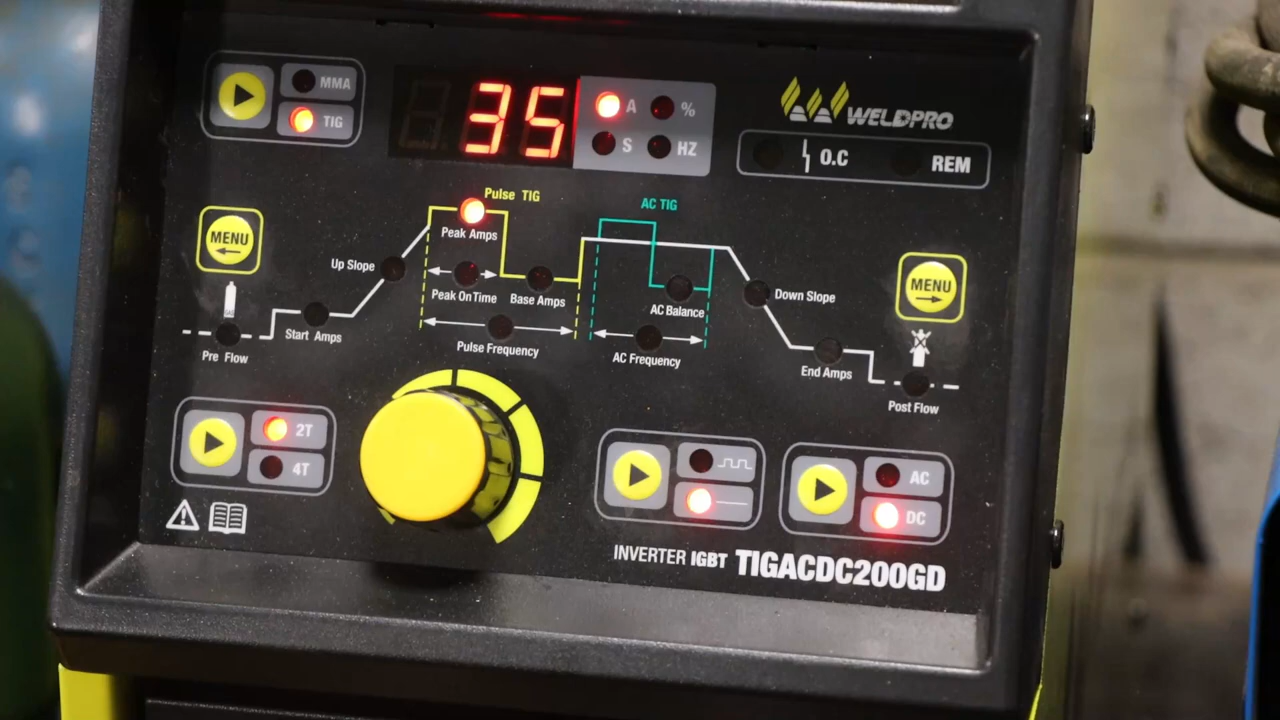 MMA
TIG
35
A
%
S
HZ
WELDPRO
O.C
REM
Pulse TIG
AC TIG
MENU
Peak Amps
Up Slope
MENU
Peak On Time
Base Amps
AC Balance
Down Slope
Start Amps
Pre Flow
Pulse Frequency
AC Frequency
End Amps
Post Flow
2T
4T
AC
DC
INVERTER IGBT TIGACDC200GD